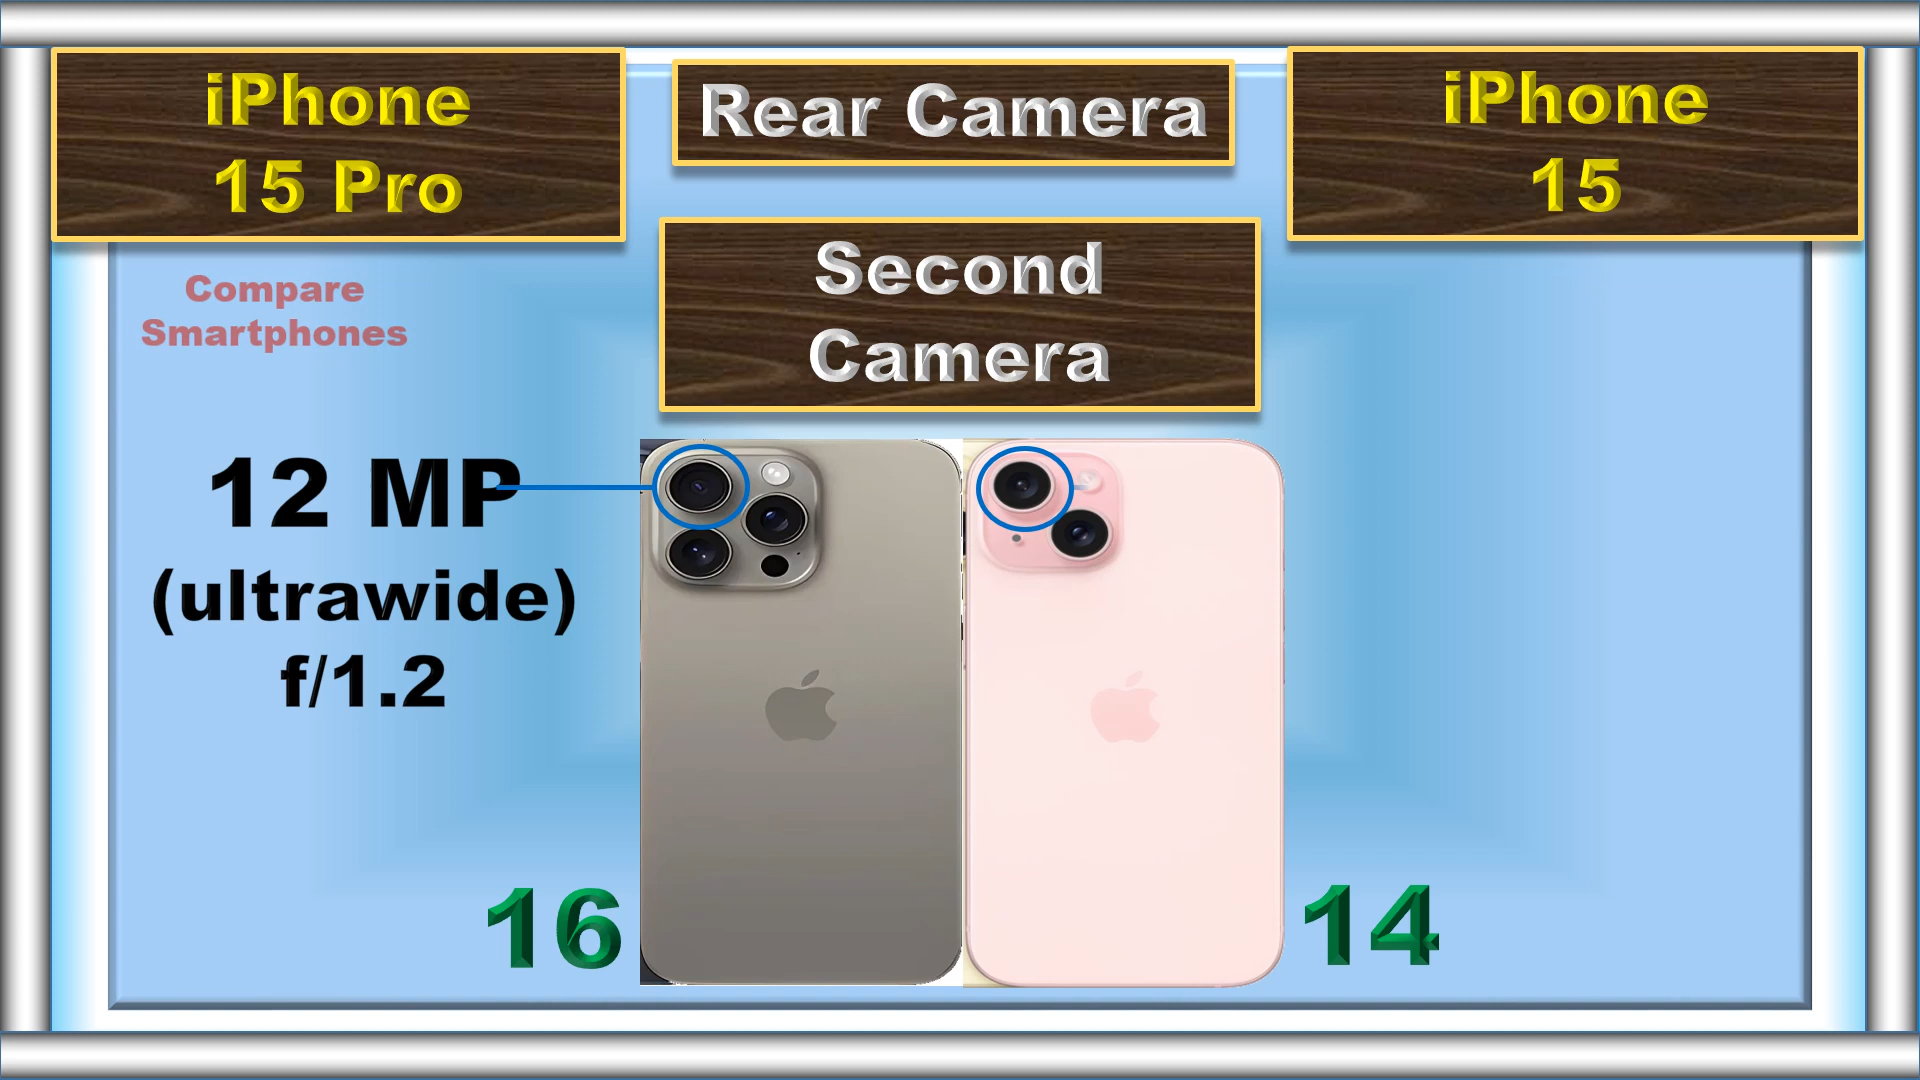 iPhone
15 Pro
Rear Camera
iPhone
15
Second
Camera
Compare
Smartphones
12 MP
(ultrawide)
f/1.2
16
14